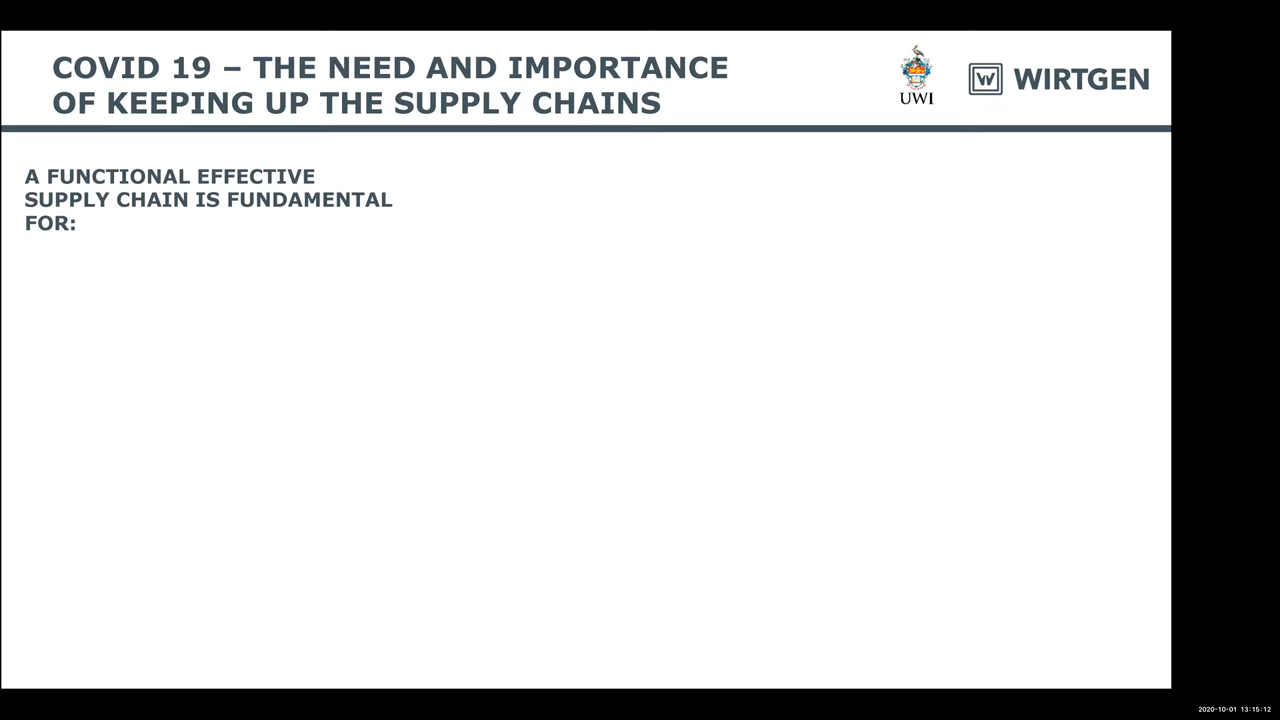 COVID 19 – THE NEED AND IMPORTANCE
OF KEEPING UP THE SUPPLY CHAINS
UWI
W WIRTGEN
A FUNCTIONAL EFFECTIVE
SUPPLY CHAIN IS FUNDAMENTAL
FOR:
2020-10-01 13:15:12